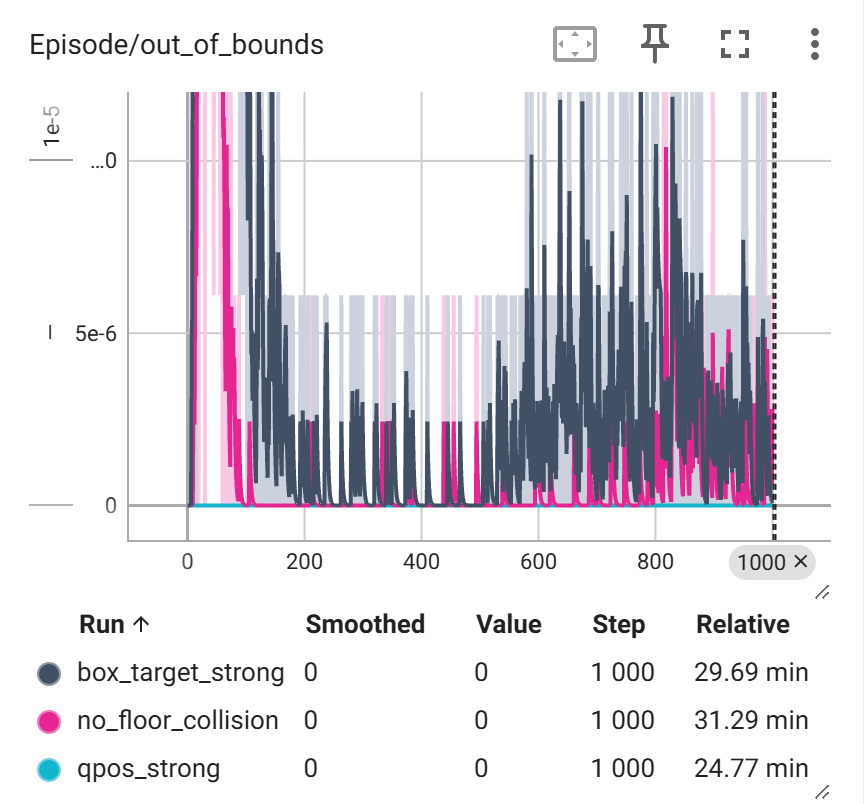 Episode/out_of_bounds
1e-5
...0
5e-6
0
0 200 400 600 800 1000 ×
Run ↑ Smoothed Value Step Relative
box_target_strong 0 0 1 000 29.69 min
no_floor_collision 0 0 1 000 31.29 min
qpos_strong 0 0 1 000 24.77 min